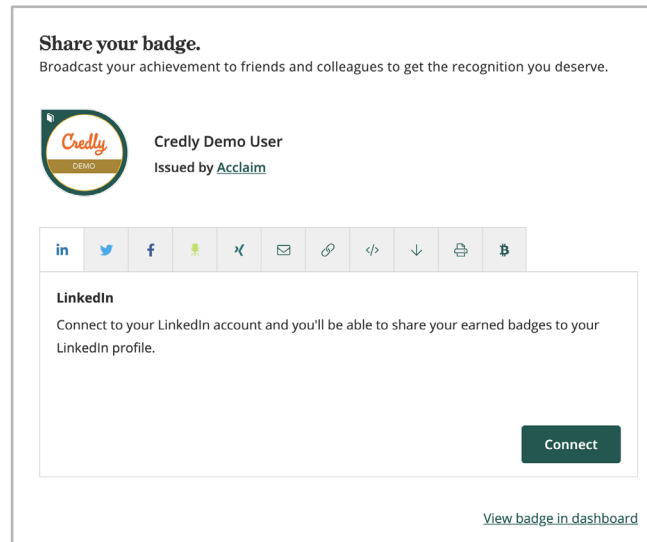 Share your badge.
Broadcast your achievement to friends and colleagues to get the recognition you deserve.
Credly
DEMO
Credly Demo User
Issued by Acclaim
LinkedIn
Connect to your LinkedIn account and you'll be able to share your earned badges to your
LinkedIn profile.
Connect
View badge in dashboard